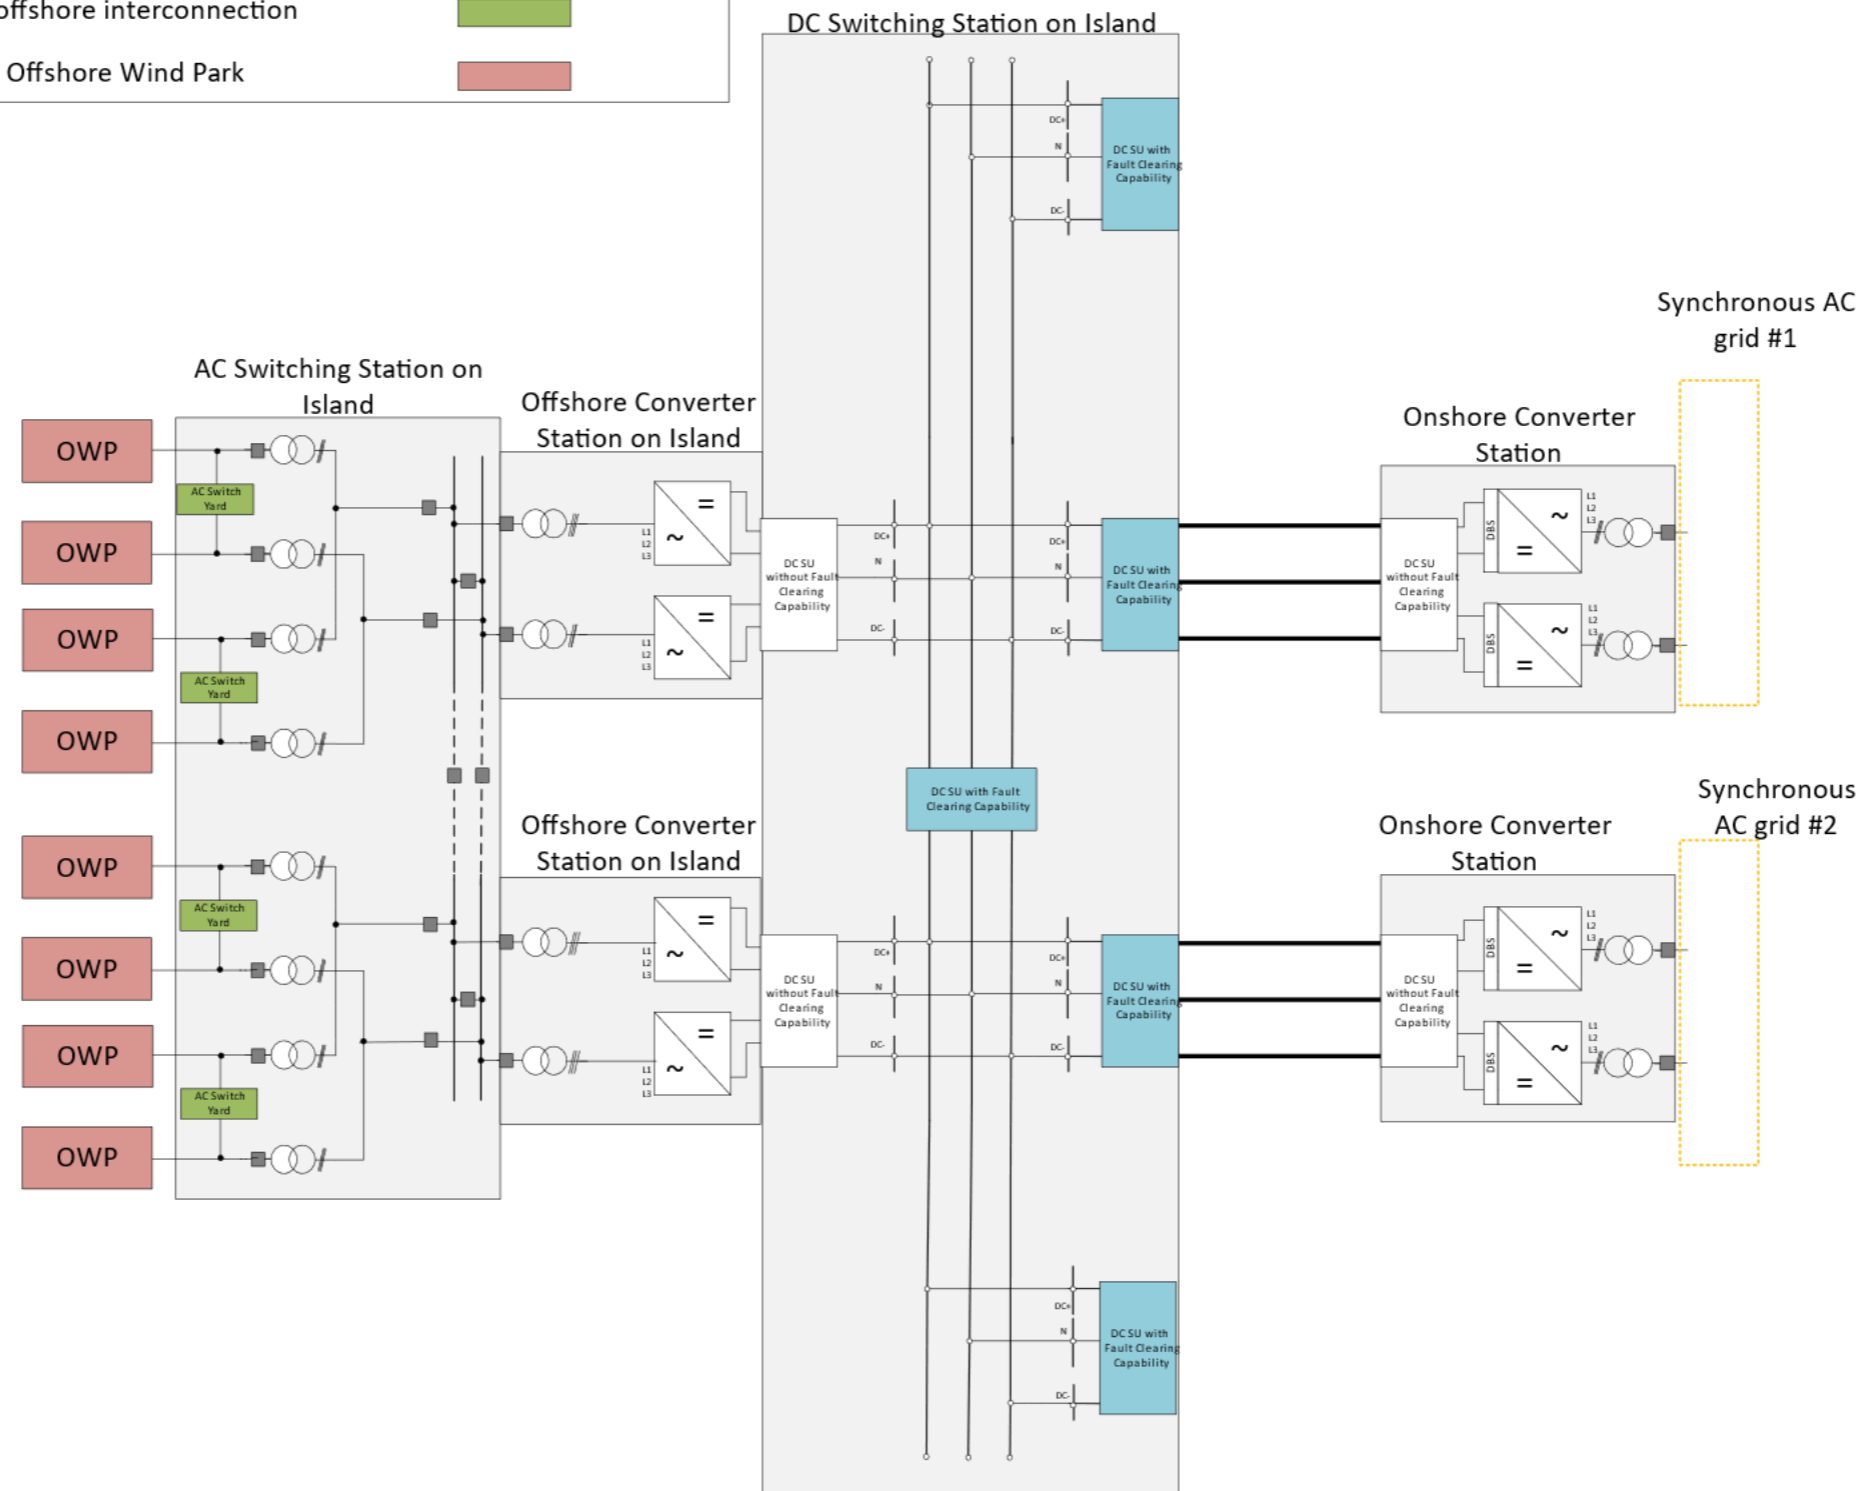 offshore interconnection
Offshore Wind Park
DC Switching Station on Island
DC+
N
DC-
DC SU with
Fault Clearing
Capability
Synchronous AC
grid #1
AC Switching Station on
Island
Offshore Converter
Station on Island
Onshore Converter
Station
OWP
AC Switch
Yard
OWP
OWP
AC Switch
Yard
OWP
=
~
L1
L2
L3
=
~
L1
L2
L3
DC SU
without Fault
Clearing
Capability
DC+
N
DC-
DC+
N
DC-
DC SU with
Fault Clearing
Capability
DC SU
without Fault
Clearing
Capability
DBS
~
=
L1
L2
L3
DBS
~
=
L1
L2
L3
DC SU with Fault
Clearing Capability
Synchronous
AC grid #2
Offshore Converter
Station on Island
Onshore Converter
Station
OWP
AC Switch
Yard
OWP
OWP
AC Switch
Yard
OWP
=
~
L1
L2
L3
=
~
L1
L2
L3
DC SU
without Fault
Clearing
Capability
DC+
N
DC-
DC+
N
DC-
DC SU with
Fault Clearing
Capability
DC SU
without Fault
Clearing
Capability
DBS
~
=
L1
L2
L3
DBS
~
=
L1
L2
L3
DC+
N
DC-
DC SU with
Fault Clearing
Capability